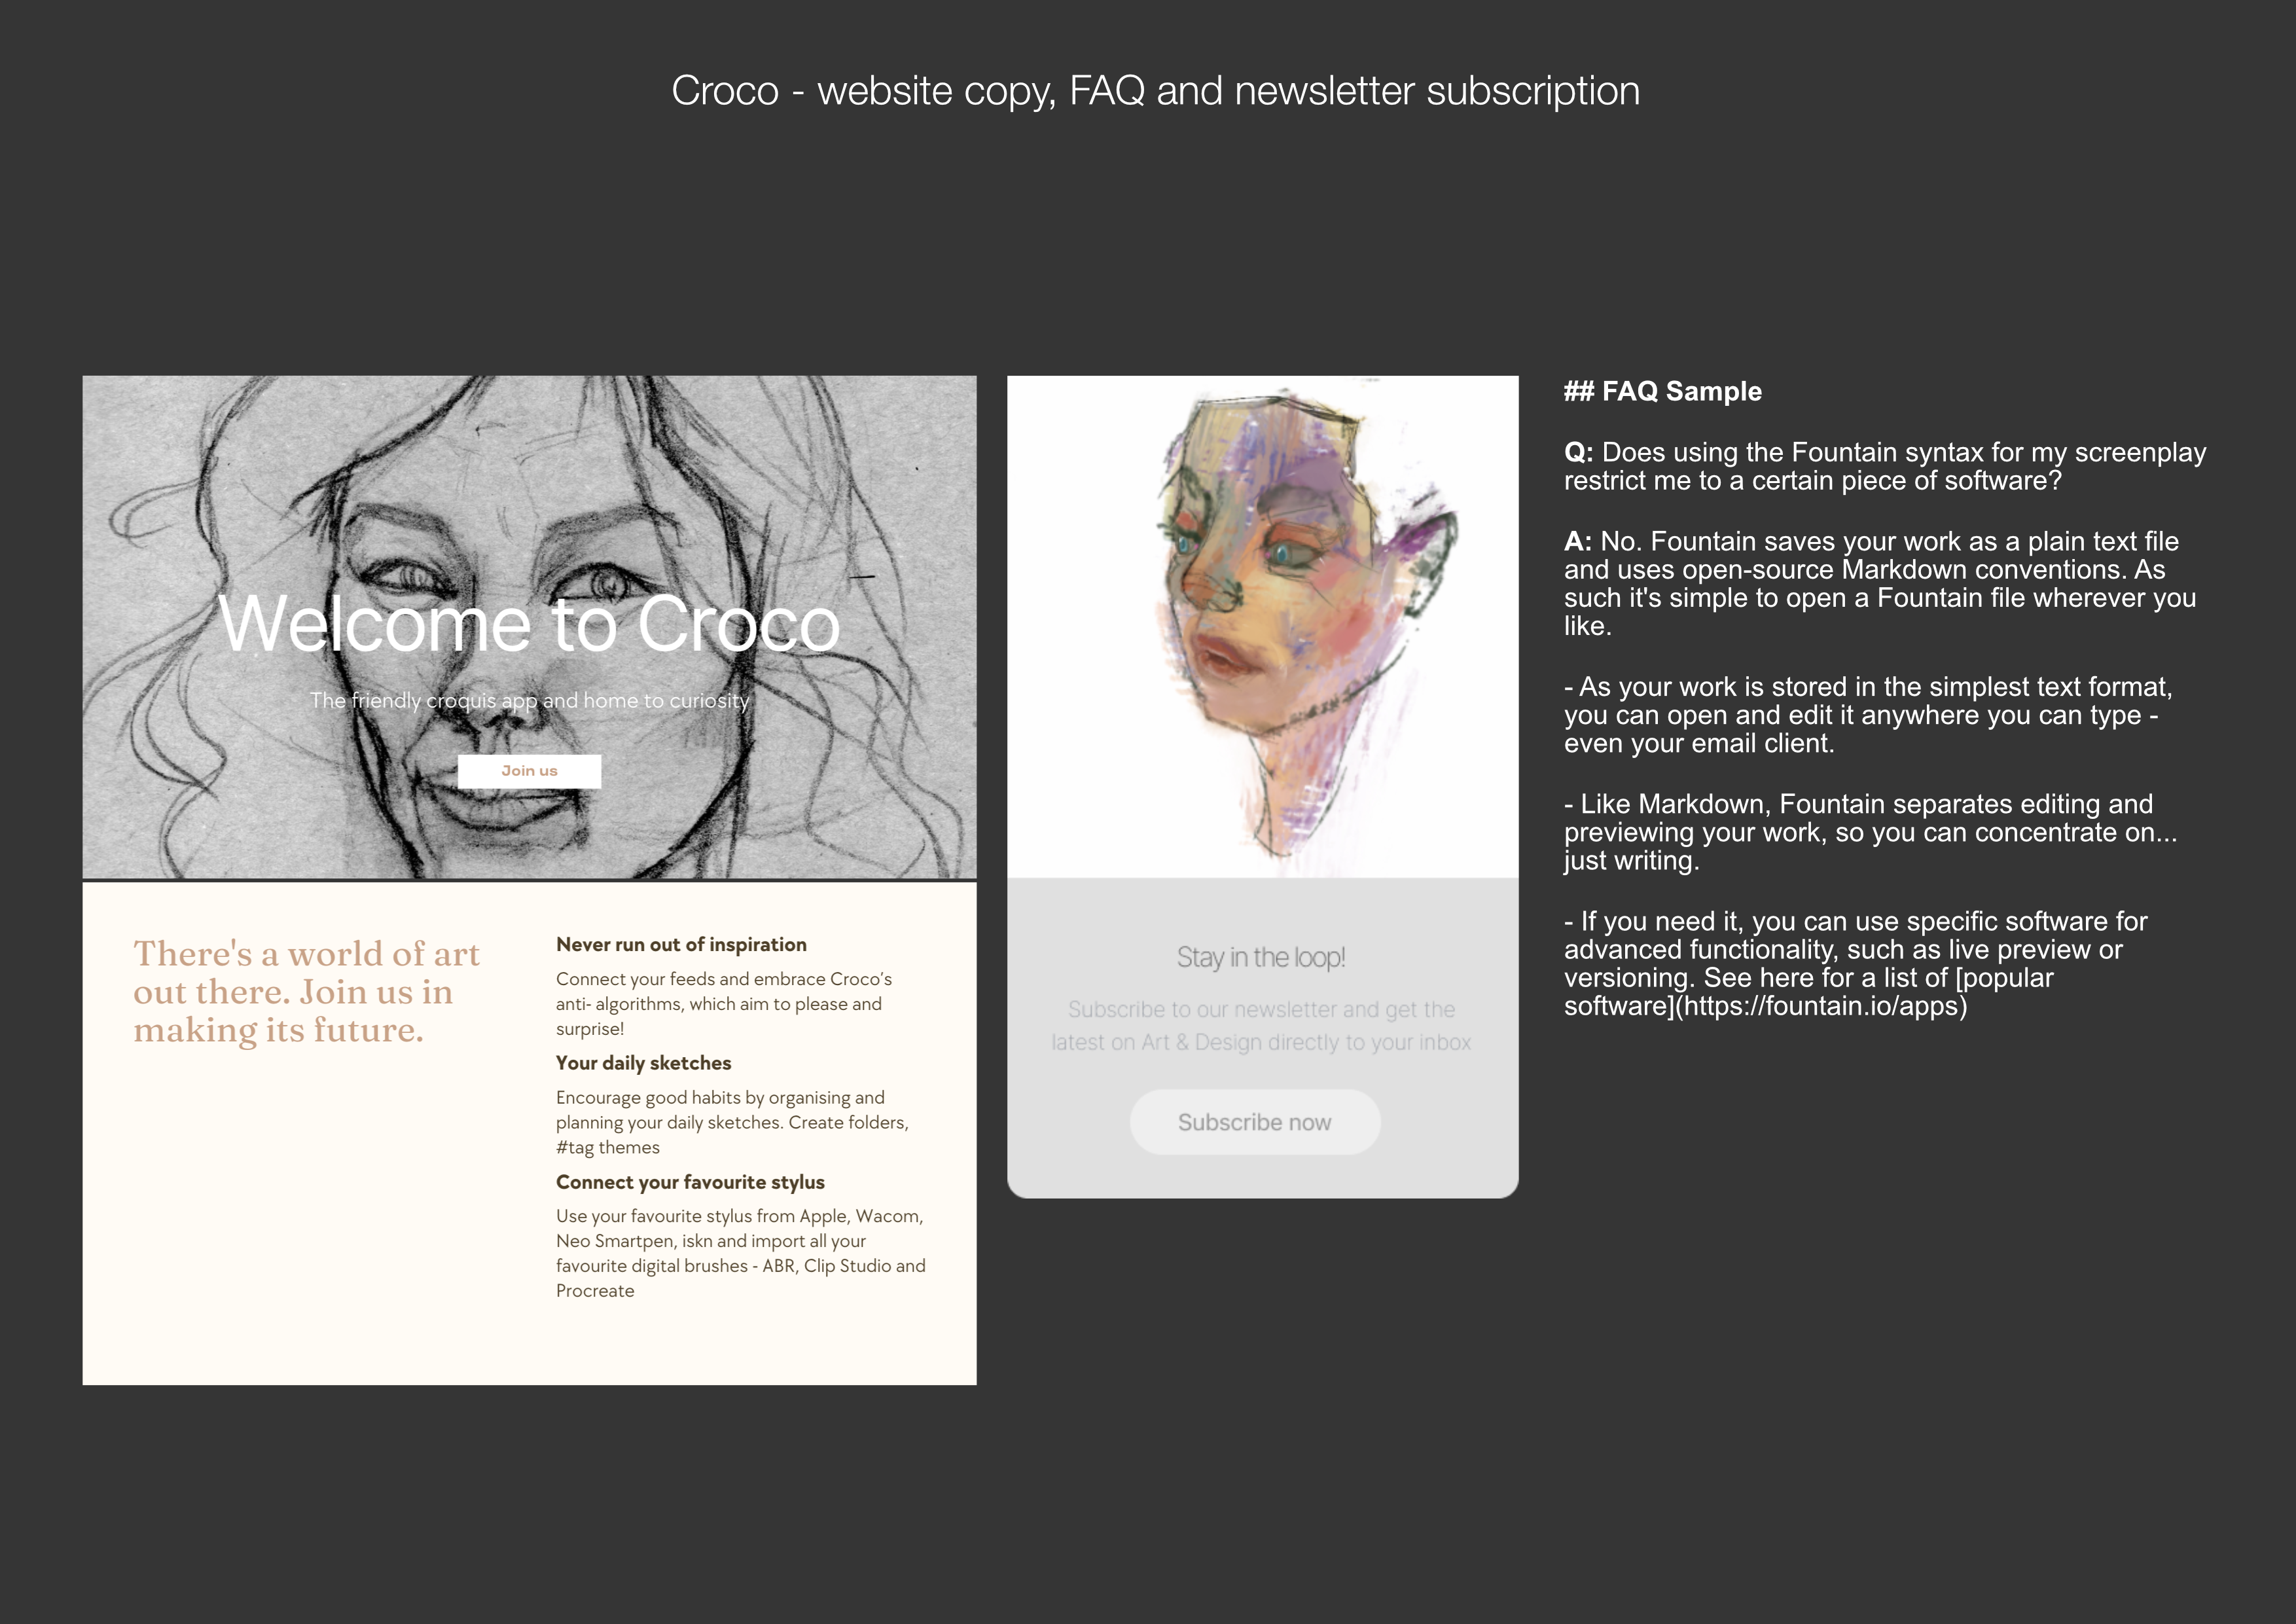 Croco - website copy, FAQ and newsletter subscription
Welcome to Croco
The friendly croquis app and home to curiosity
Join us
There's a world of art
out there. Join us in
making its future.
Never run out of inspiration
Connect your feeds and embrace Croco's
anti- algorithms, which aim to please and
surprise!
Your daily sketches
Encourage good habits by organising and
planning your daily sketches. Create folders,
#tag themes
Connect your favourite stylus
Use your favourite stylus from Apple, Wacom,
Neo Smartpen, iskn and import all your
favourite digital brushes - ABR, Clip Studio and
Procreate
Stay in the loop!
Subscribe to our newsletter and get the
latest on Art & Design directly to your inbox
Subscribe now
## FAQ Sample
Q: Does using the Fountain syntax for my screenplay
restrict me to a certain piece of software?
A: No. Fountain saves your work as a plain text file
and uses open-source Markdown conventions. As
such it's simple to open a Fountain file wherever you
like.
- As your work is stored in the simplest text format,
you can open and edit it anywhere you can type -
even your email client.
- Like Markdown, Fountain separates editing and
previewing your work, so you can concentrate on...
just writing.
- If you need it, you can use specific software for
advanced functionality, such as live preview or
versioning. See here for a list of [popular
software](https://fountain.io/apps)